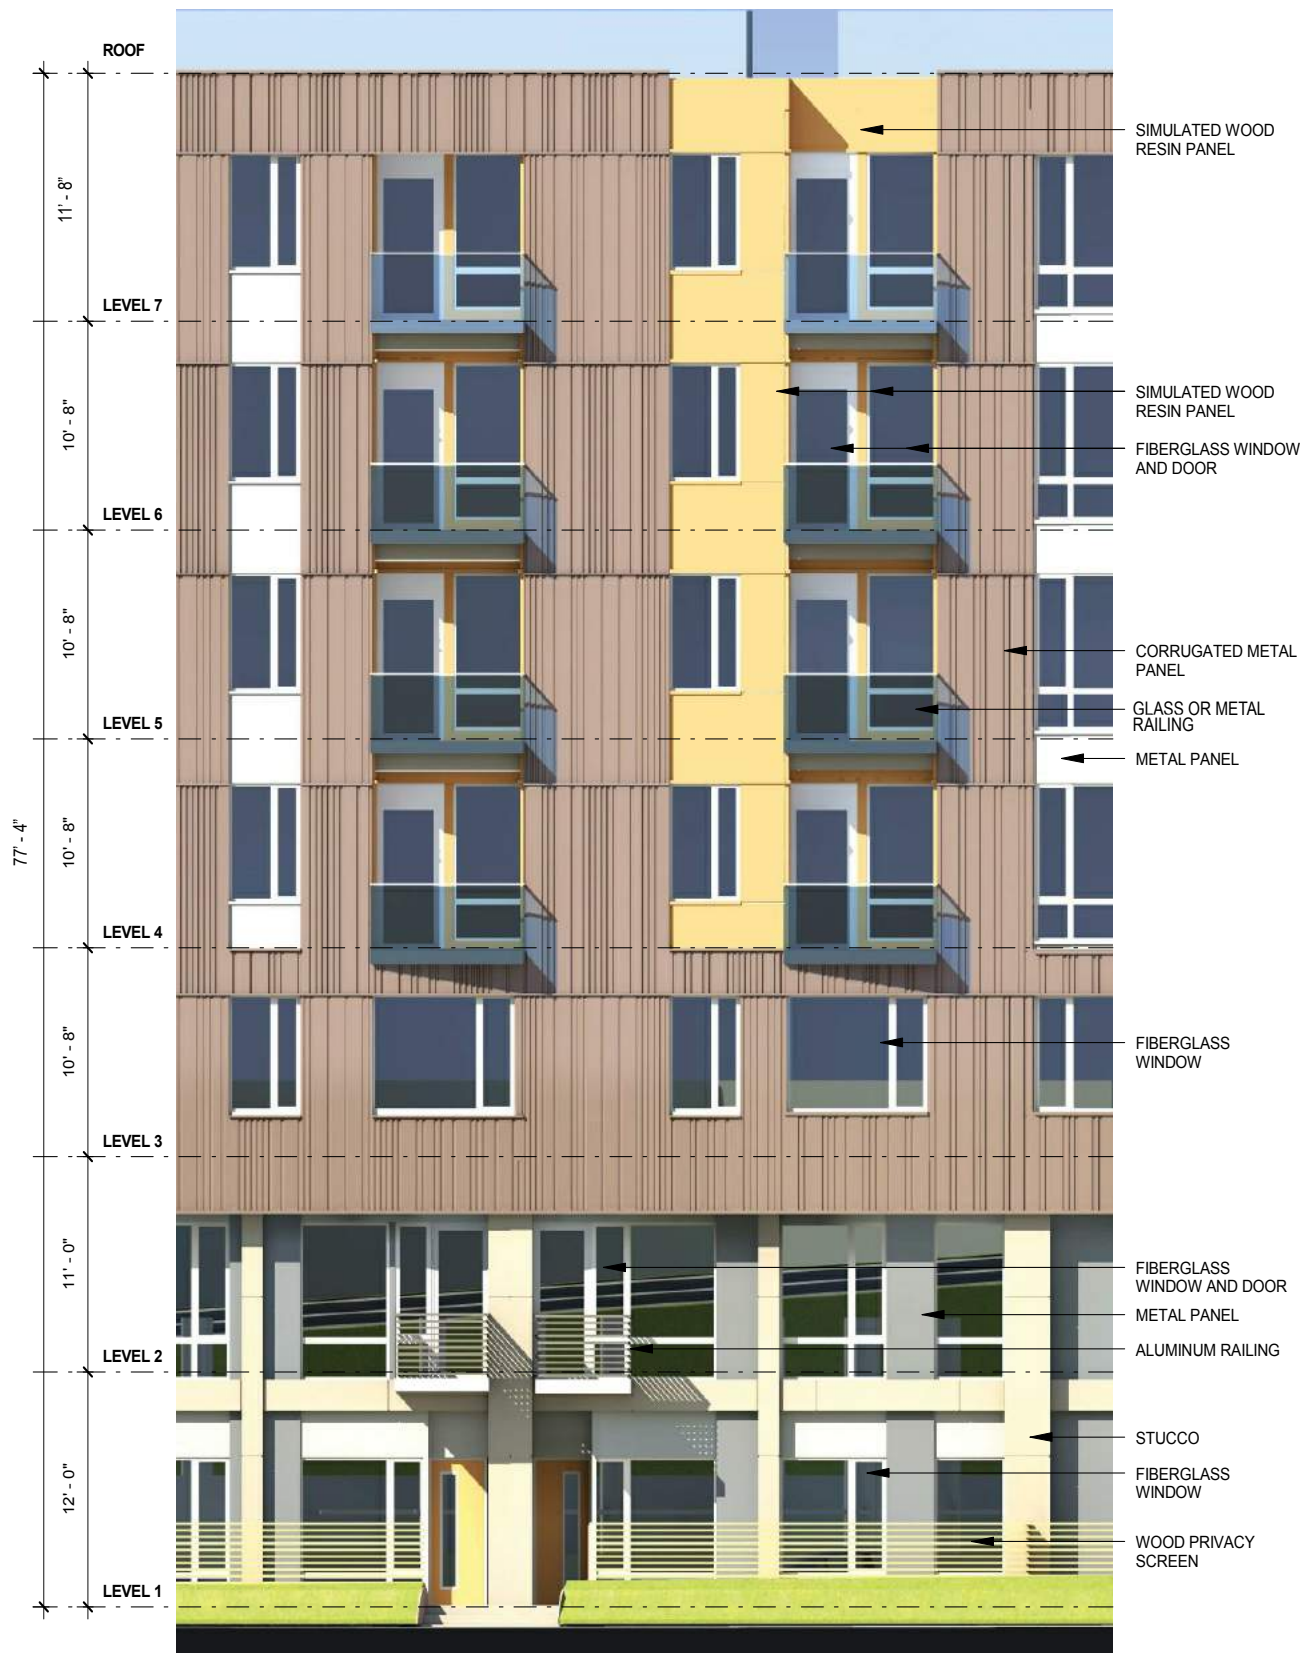 ROOF
SIMULATED WOOD
RESIN PANEL
11' - 8"
LEVEL 7
SIMULATED WOOD
RESIN PANEL
10' - 8"
FIBERGLASS WINDOW
AND DOOR
LEVEL 6
10' - 8"
CORRUGATED METAL
PANEL
GLASS OR METAL
RAILING
LEVEL 5
METAL PANEL
77' - 4"
10' - 8"
LEVEL 4
10' - 8"
FIBERGLASS
WINDOW
LEVEL 3
11' - 0"
FIBERGLASS
WINDOW AND DOOR
METAL PANEL
LEVEL 2
ALUMINUM RAILING
STUCCO
12' - 0"
FIBERGLASS
WINDOW
WOOD PRIVACY
SCREEN
LEVEL 1